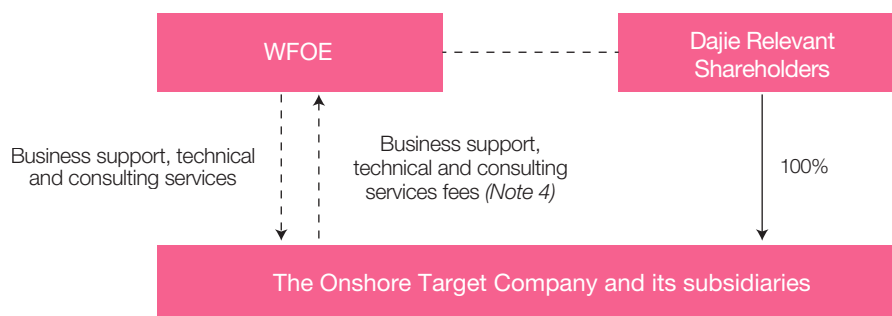 WFOE
Dajie Relevant
Shareholders
Business support, technical
and consulting services
Business support,
technical and consulting
services fees (Note 4)
100%
The Onshore Target Company and its subsidiaries